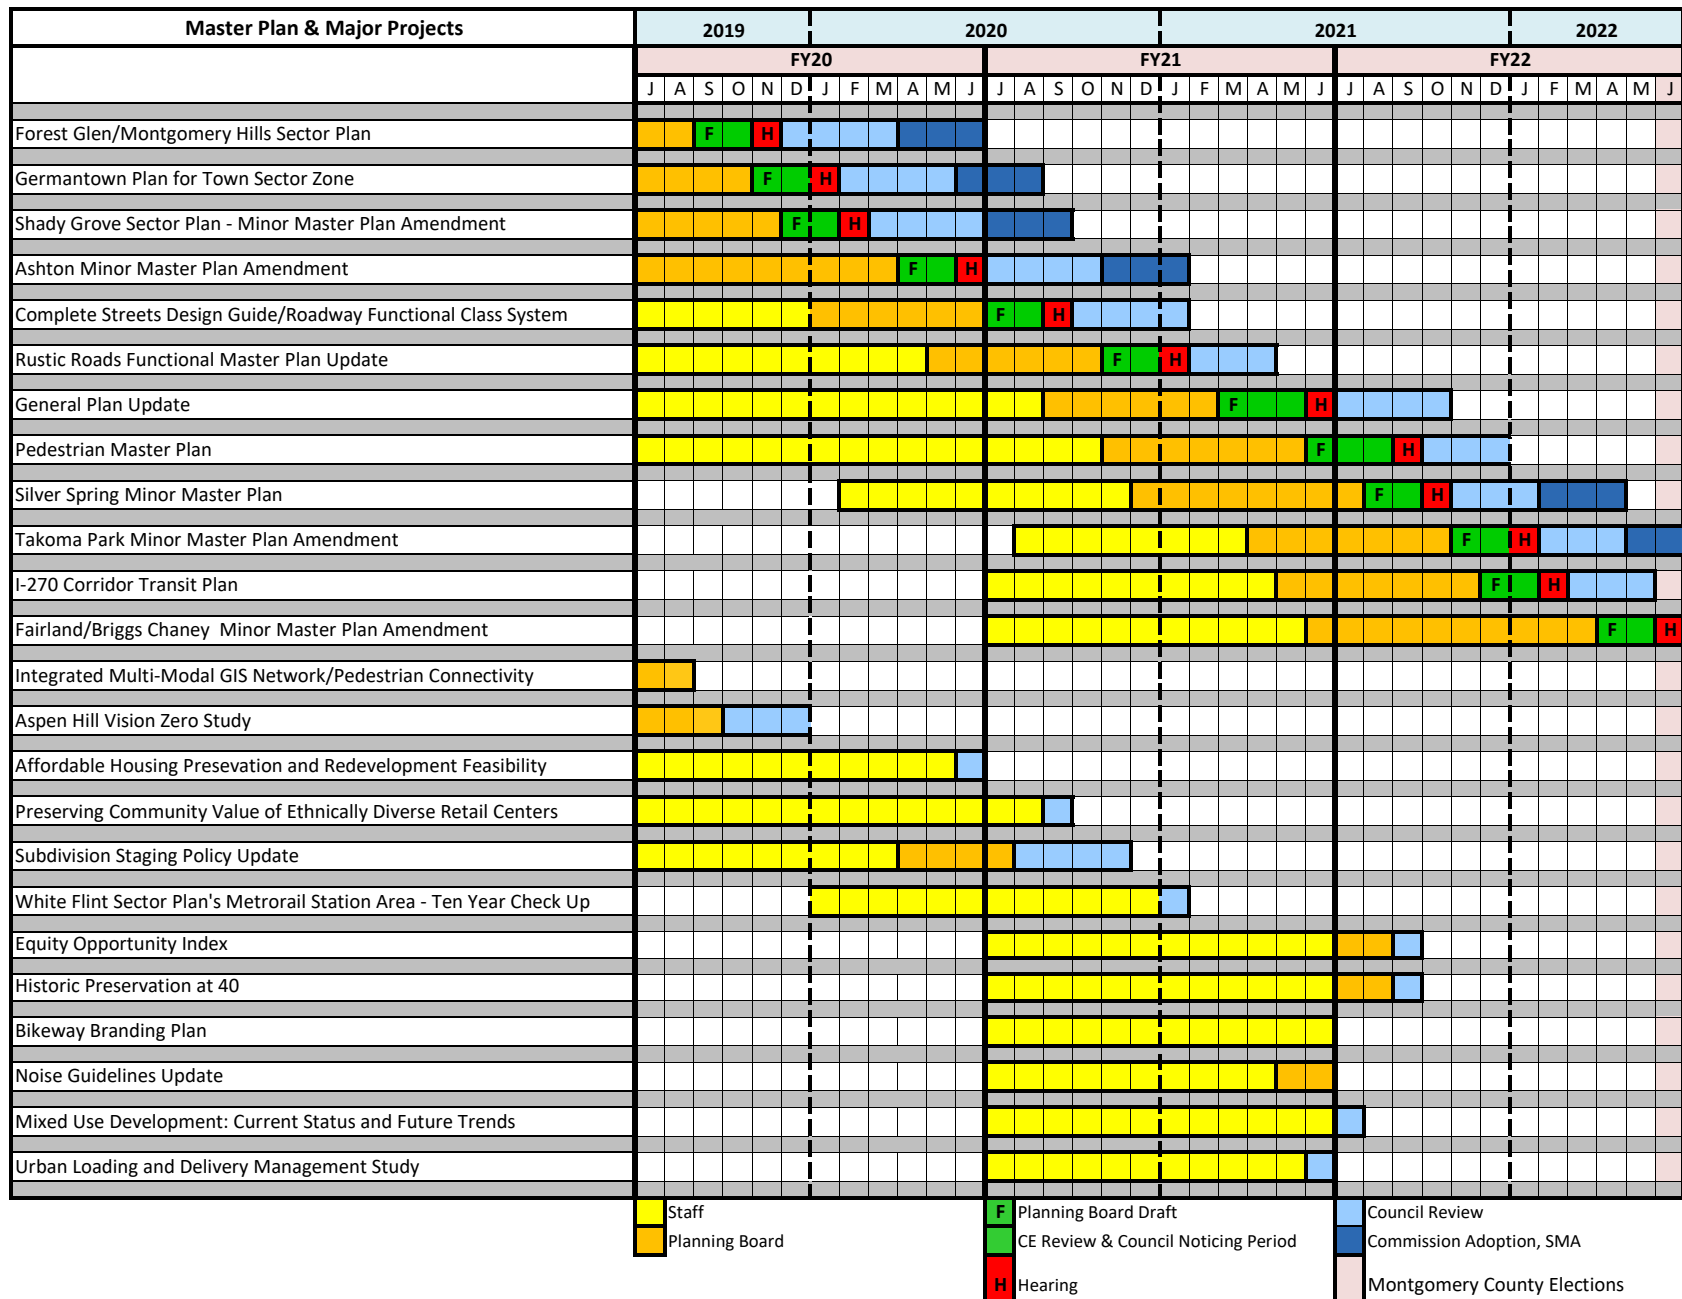 Master Plan & Major Projects 2019 2020 2021 2022
FY20 FY21 FY22
J A S O N D J F M A M J J A S O N D J F M A M J J A S O N D J F M A M J
Forest Glen/Montgomery Hills Sector Plan F H
Germantown Plan for Town Sector Zone F H
Shady Grove Sector Plan - Minor Master Plan Amendment F H
Ashton Minor Master Plan Amendment F H
Complete Streets Design Guide/Roadway Functional Class System F H
Rustic Roads Functional Master Plan Update F H
General Plan Update F H
Pedestrian Master Plan F H
Silver Spring Minor Master Plan F H
Takoma Park Minor Master Plan Amendment F H
I-270 Corridor Transit Plan F H
Fairland/Briggs Chaney Minor Master Plan Amendment F H
Integrated Multi-Modal GIS Network/Pedestrian Connectivity
Aspen Hill Vision Zero Study
Affordable Housing Presevation and Redevelopment Feasibility
Preserving Community Value of Ethnically Diverse Retail Centers
Subdivision Staging Policy Update
White Flint Sector Plan's Metrorail Station Area - Ten Year Check Up
Equity Opportunity Index
Historic Preservation at 40
Bikeway Branding Plan
Noise Guidelines Update
Mixed Use Development: Current Status and Future Trends
Urban Loading and Delivery Management Study
Staff F Planning Board Draft Council Review
Planning Board CE Review & Council Noticing Period Commission Adoption, SMA
H Hearing Montgomery County Elections